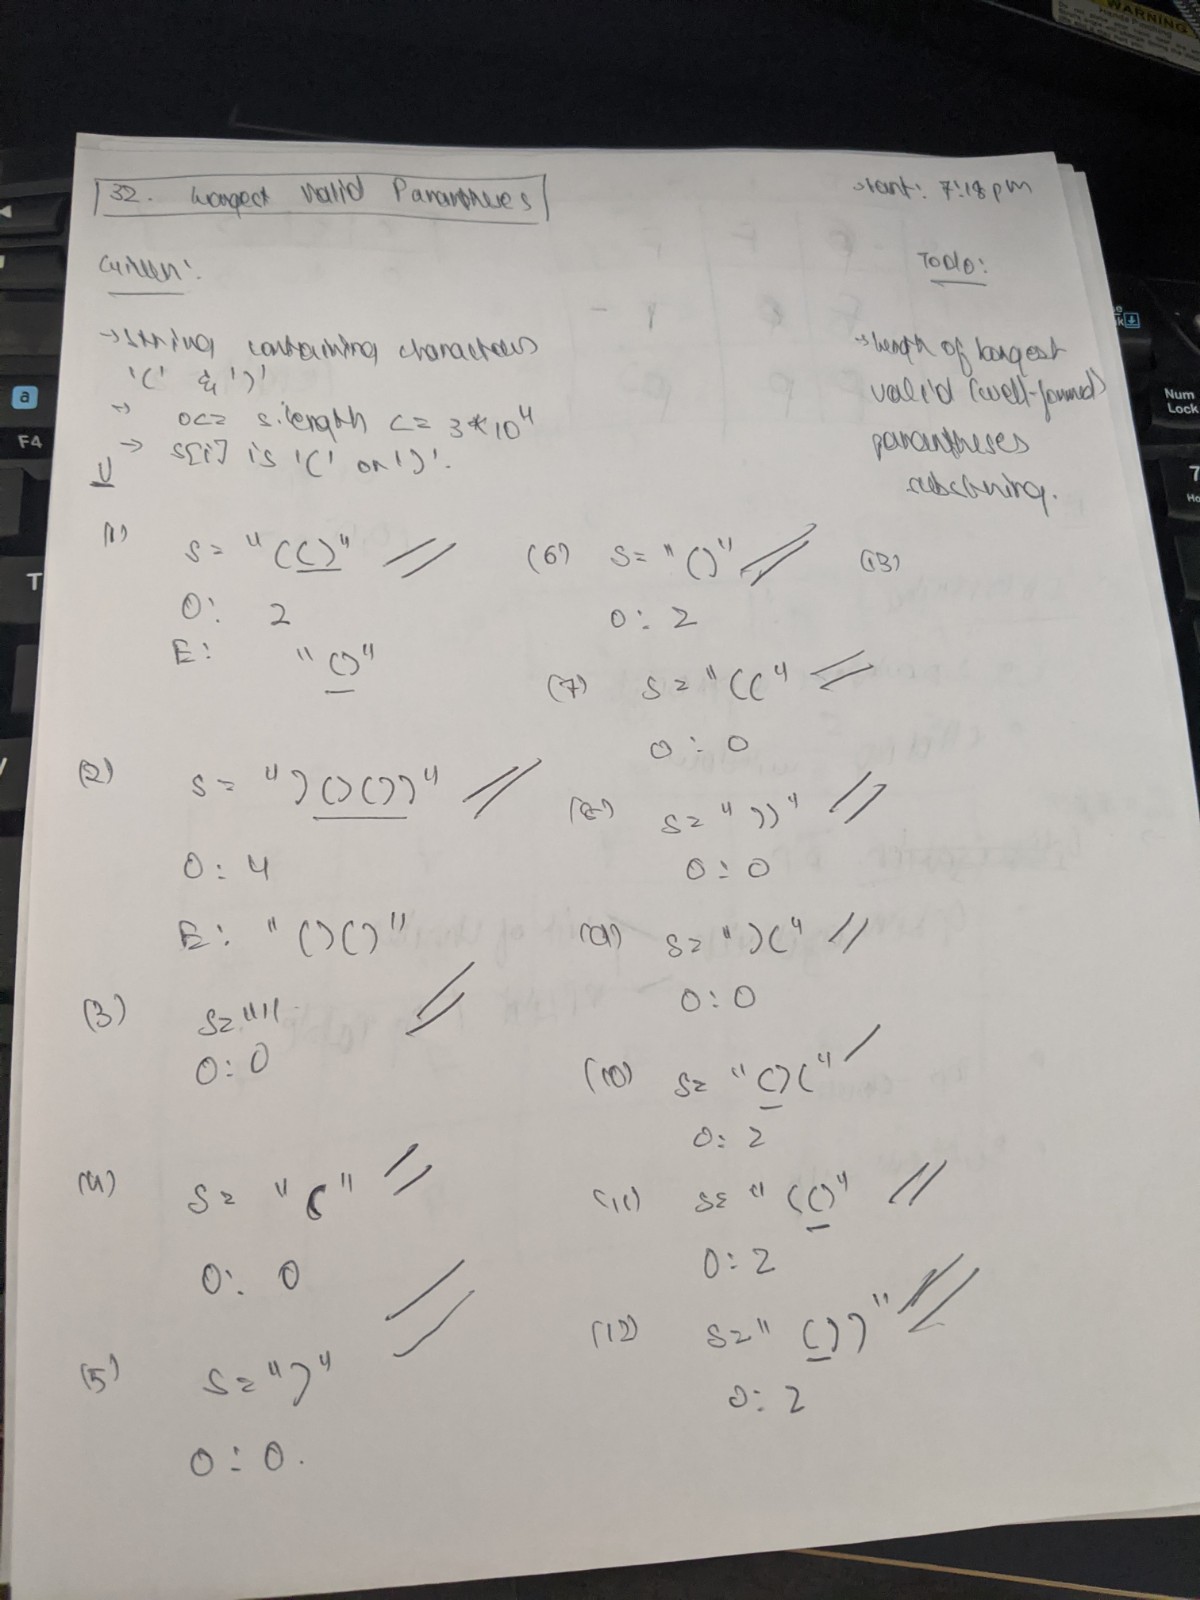 32. Longest Valid Parantheses
start: 7:18 pm
Given:
→ string containing characters
'(' & ')'
→ 0<= s.length <= 3*10^4
→ s[i] is '(' or ')'.
Todo:
→ length of longest
valid (well-formed)
parantheses
substring.
(1) s= "(()"
O: 2
E: "()"
(2) s= ")()())"
O: 4
E: "()()"
(3) s=""
O: 0
(4) s= "("
O: 0
(5) s= ")"
O: 0.
(6) s= "()"
O: 2
(7) s= "(("
O: 0
(8) s= "))"
O: 0
(9) s= ")("
O: 0
(10) s= "()("
O: 2
(11) s= "(()"
O: 2
(12) s= "())"
O: 2
(13)
WARNING
a
F4
T
Num
Lock
7